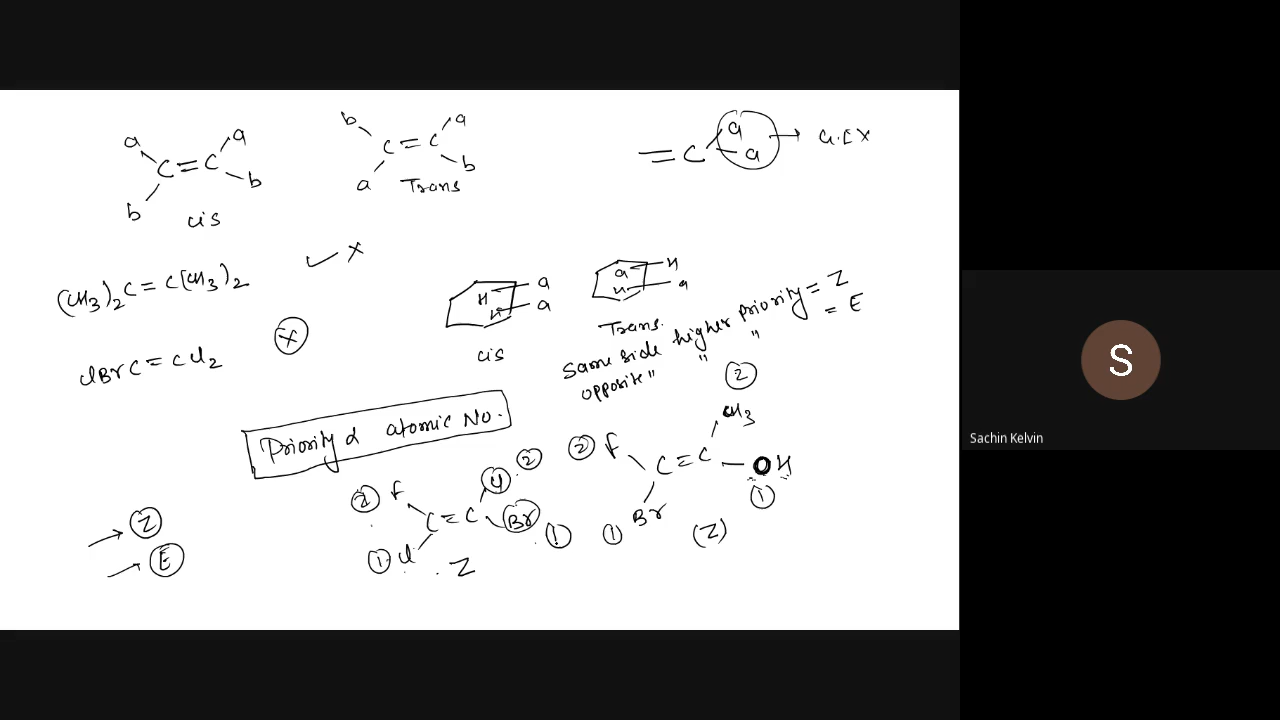 a a
C = C
b b
cis
b a
C = C
a b
Trans
= C a
a → G.I X
(CH3)2C = C(CH3)2
✓ X
ClBrC = CCl2
X
H a
H a
cis
a H
H a
Trans.
Same side higher priority = Z
opposite " " " = E
Priority α atomic No.
→ Z
→ E
② F Cl ②
C = C
① Cl Br ①
Z
② F CH3 ②
C = C — OH ①
① Br
(Z)
S
Sachin Kelvin